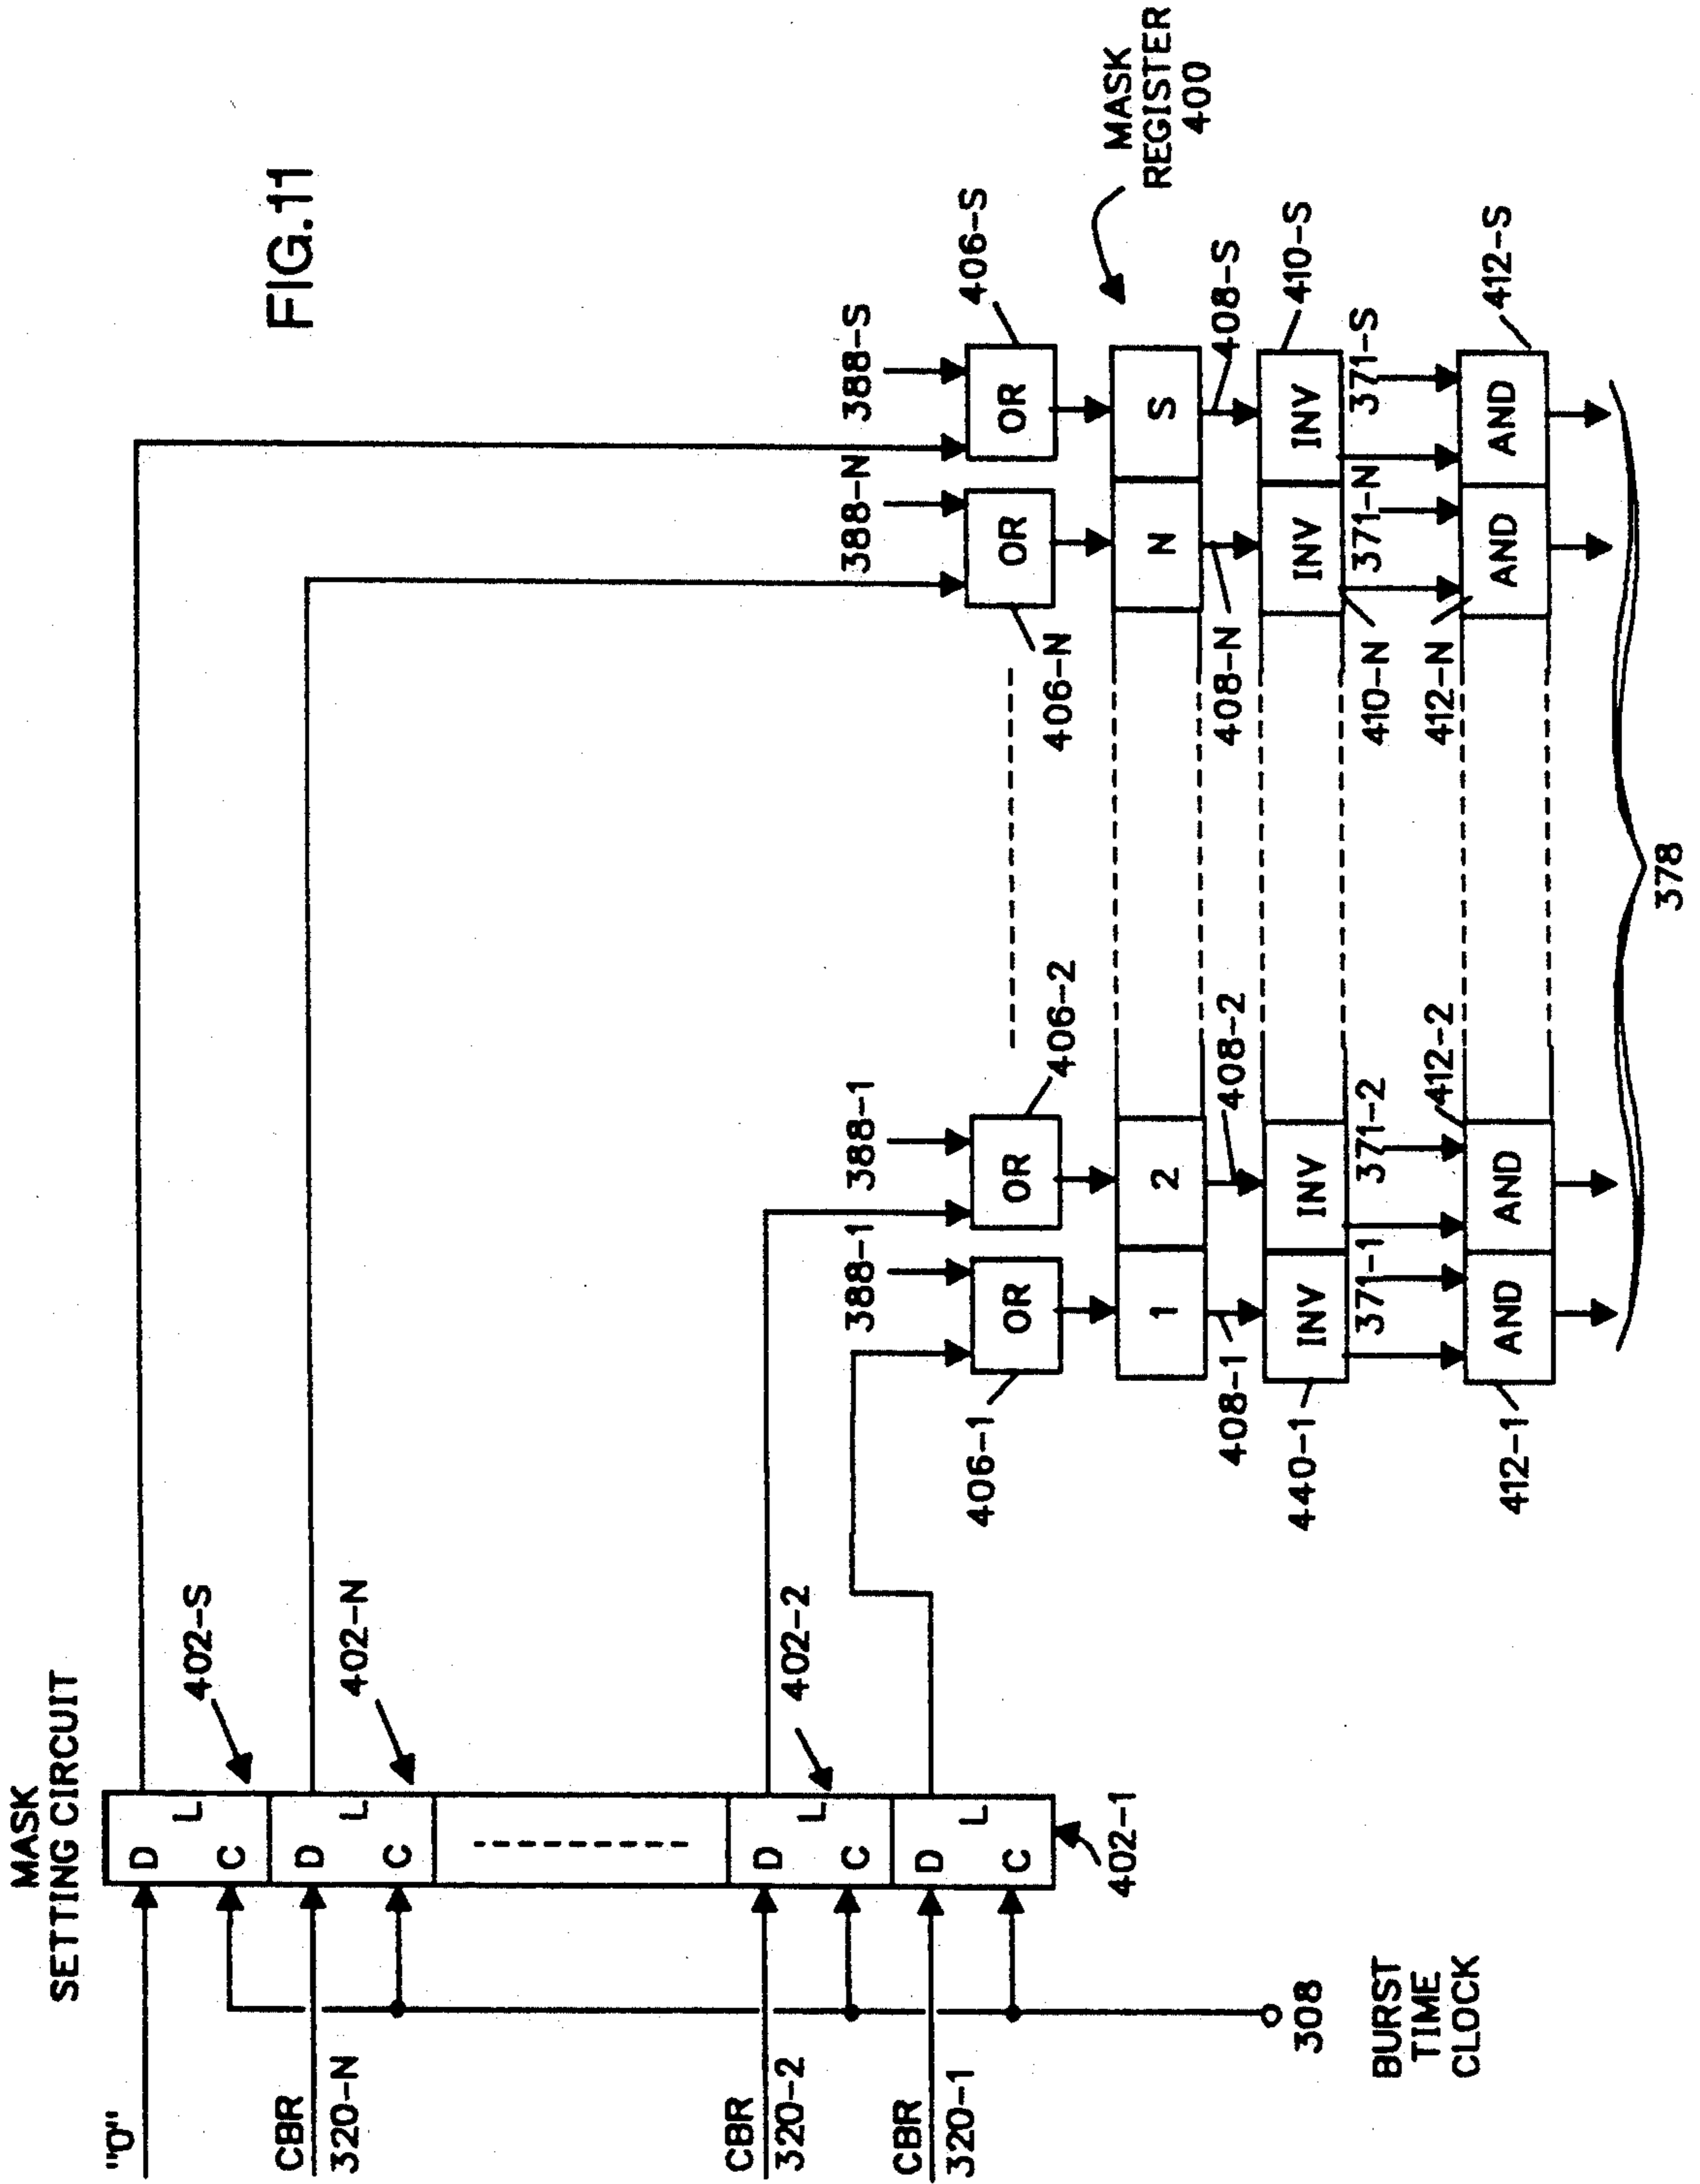 FIG.11
MASK
SETTING CIRCUIT
"0"
D
L
C
402-S
CBR
320-N
D
L
C
402-N
CBR
320-2
D
L
C
402-2
CBR
320-1
D
L
C
402-1
308
BURST
TIME
CLOCK
388-1
388-1
388-N
388-S
406-1
OR
OR
406-2
406-N
OR
OR
406-S
MASK
REGISTER
400
1
2
N
S
408-1
408-2
408-N
408-S
440-1
INV
INV
INV
INV
410-S
371-1
371-2
410-N
371-N
371-S
412-1
AND
AND
412-2
412-N
AND
AND
412-S
378